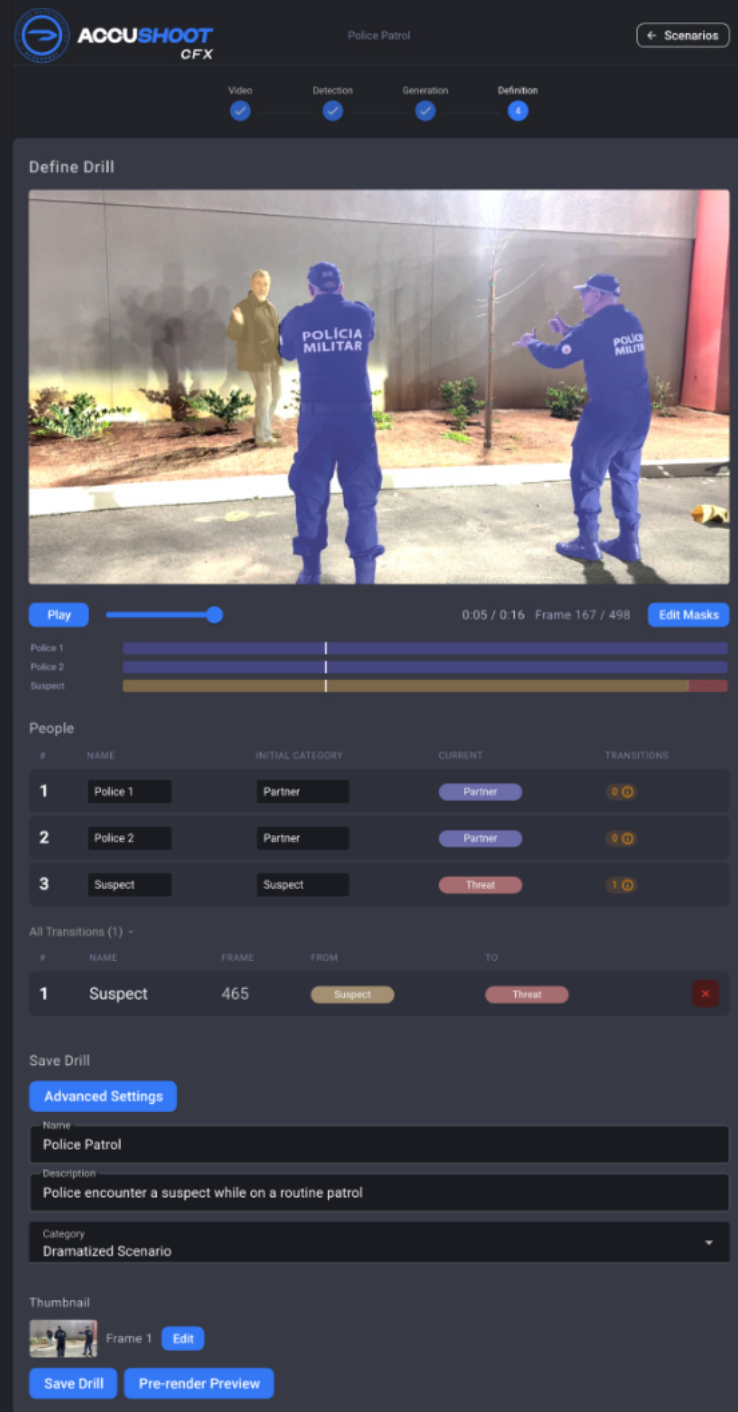 ACCUSHOOT
CFX
Police Patrol
← Scenarios
Video
Detection
Generation
Definition
4
Define Drill
POLÍCIA
MILITAR
Play
0:05 / 0:16 Frame 167 / 498
Edit Masks
Police 1
Police 2
Suspect
People
# NAME INITIAL CATEGORY CURRENT TRANSITIONS
1 Police 1 Partner Partner 0
2 Police 2 Partner Partner 0
3 Suspect Suspect Threat 1
All Transitions (1)
# NAME FRAME FROM TO
1 Suspect 465 Suspect Threat ×
Save Drill
Advanced Settings
Name
Police Patrol
Description
Police encounter a suspect while on a routine patrol
Category
Dramatized Scenario
Thumbnail
Frame 1 Edit
Save Drill Pre-render Preview